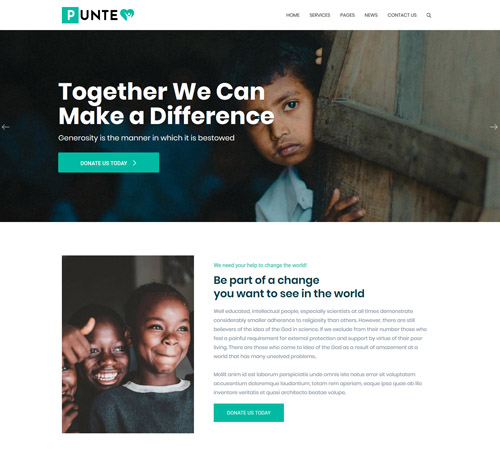 PUNTE
HOME SERVICES PAGES NEWS CONTACT US
Together We Can
Make a Difference
Generosity is the manner in which it is bestowed
DONATE US TODAY
We need your help to change the world!
Be part of a change
you want to see in the world
Well educated, intellectual people, especially scientists at all times demonstrate
considerably smaller adherence to religiosity than others. However, there are still
believers of the idea of the God in science. If we exclude from their number those who
feel a painful requirement for external protection and support by virtue of their poor
living. There are those who come to idea of the God as a result of amazement at a
world that has many unsolved problems.
Mollit anim id est laborum perspiciatis unde omnis iste natus error sit voluptatem
accusantium doloremque laudantium, totam rem aperiam, eaque ipsa quae ab illo
inventore veritatis et quasi architecto beatae volupe.
DONATE US TODAY